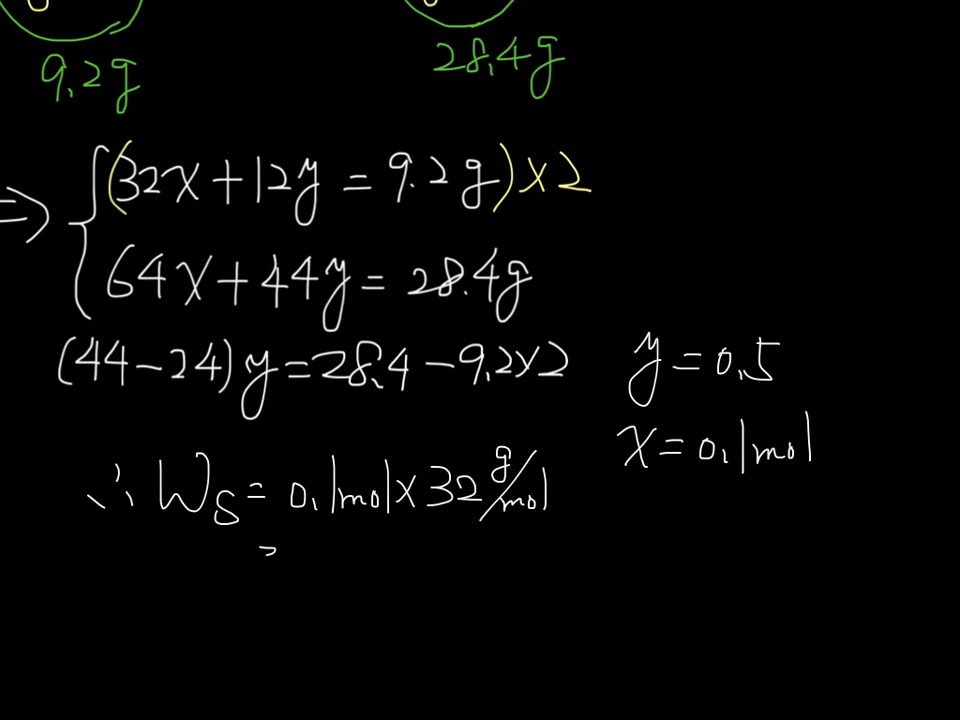 9.2g 28.4g
⇒ { (32x+12y = 9.2g)×2
64x+44y = 28.4g
(44-24)y=28.4-9.2×2
y=0.5
x=0.1mol
∴ Ws = 0.1mol×32g/mol
=